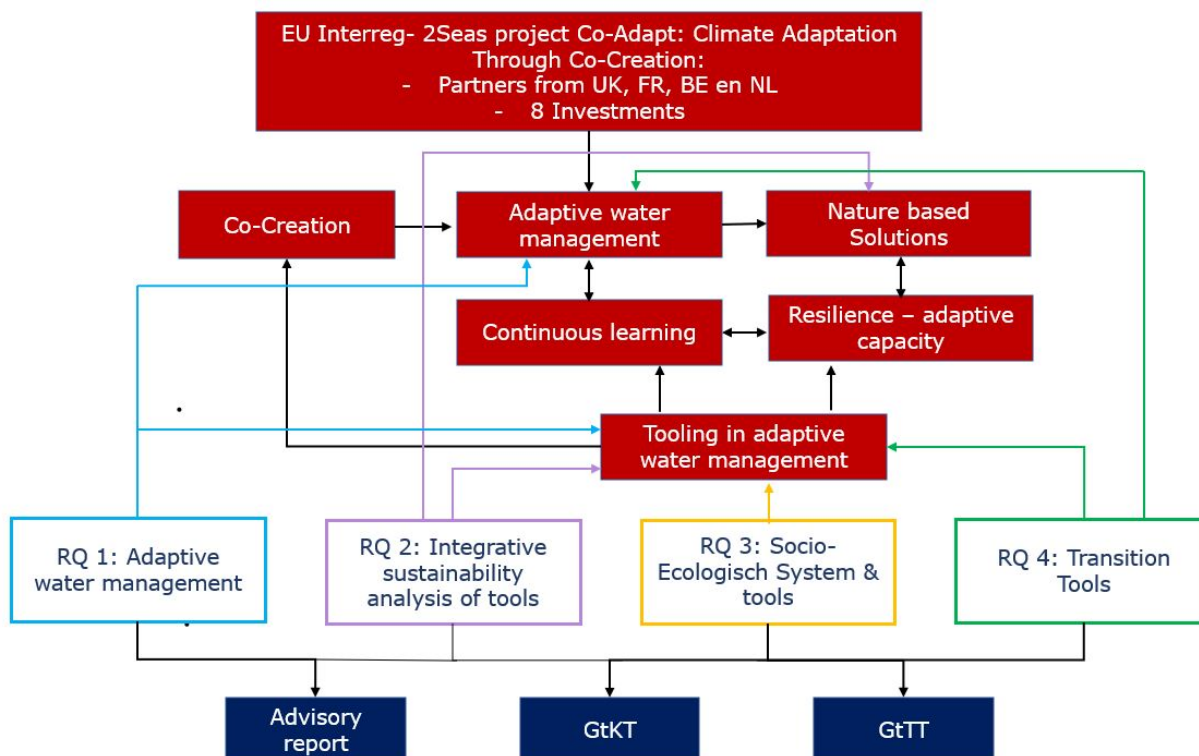 EU Interreg- 2Seas project Co-Adapt: Climate Adaptation
Through Co-Creation:
- Partners from UK, FR, BE en NL
- 8 Investments
Co-Creation
Adaptive water
management
Nature based
Solutions
Continuous learning
Resilience – adaptive
capacity
Tooling in adaptive
water management
RQ 1: Adaptive
water management
RQ 2: Integrative
sustainability
analysis of tools
RQ 3: Socio-
Ecologisch System &
tools
RQ 4: Transition
Tools
Advisory
report
GtKT
GtTT